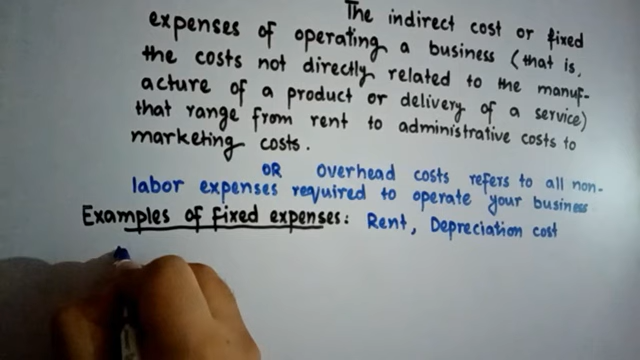 The indirect cost or fixed
expenses of operating a business (that is,
the costs not directly related to the manuf-
acture of a product or delivery of a service)
that range from rent to administrative costs to
marketing costs.
OR overhead costs refers to all non-
labor expenses required to operate your business
Examples of fixed expenses: Rent, Depreciation cost